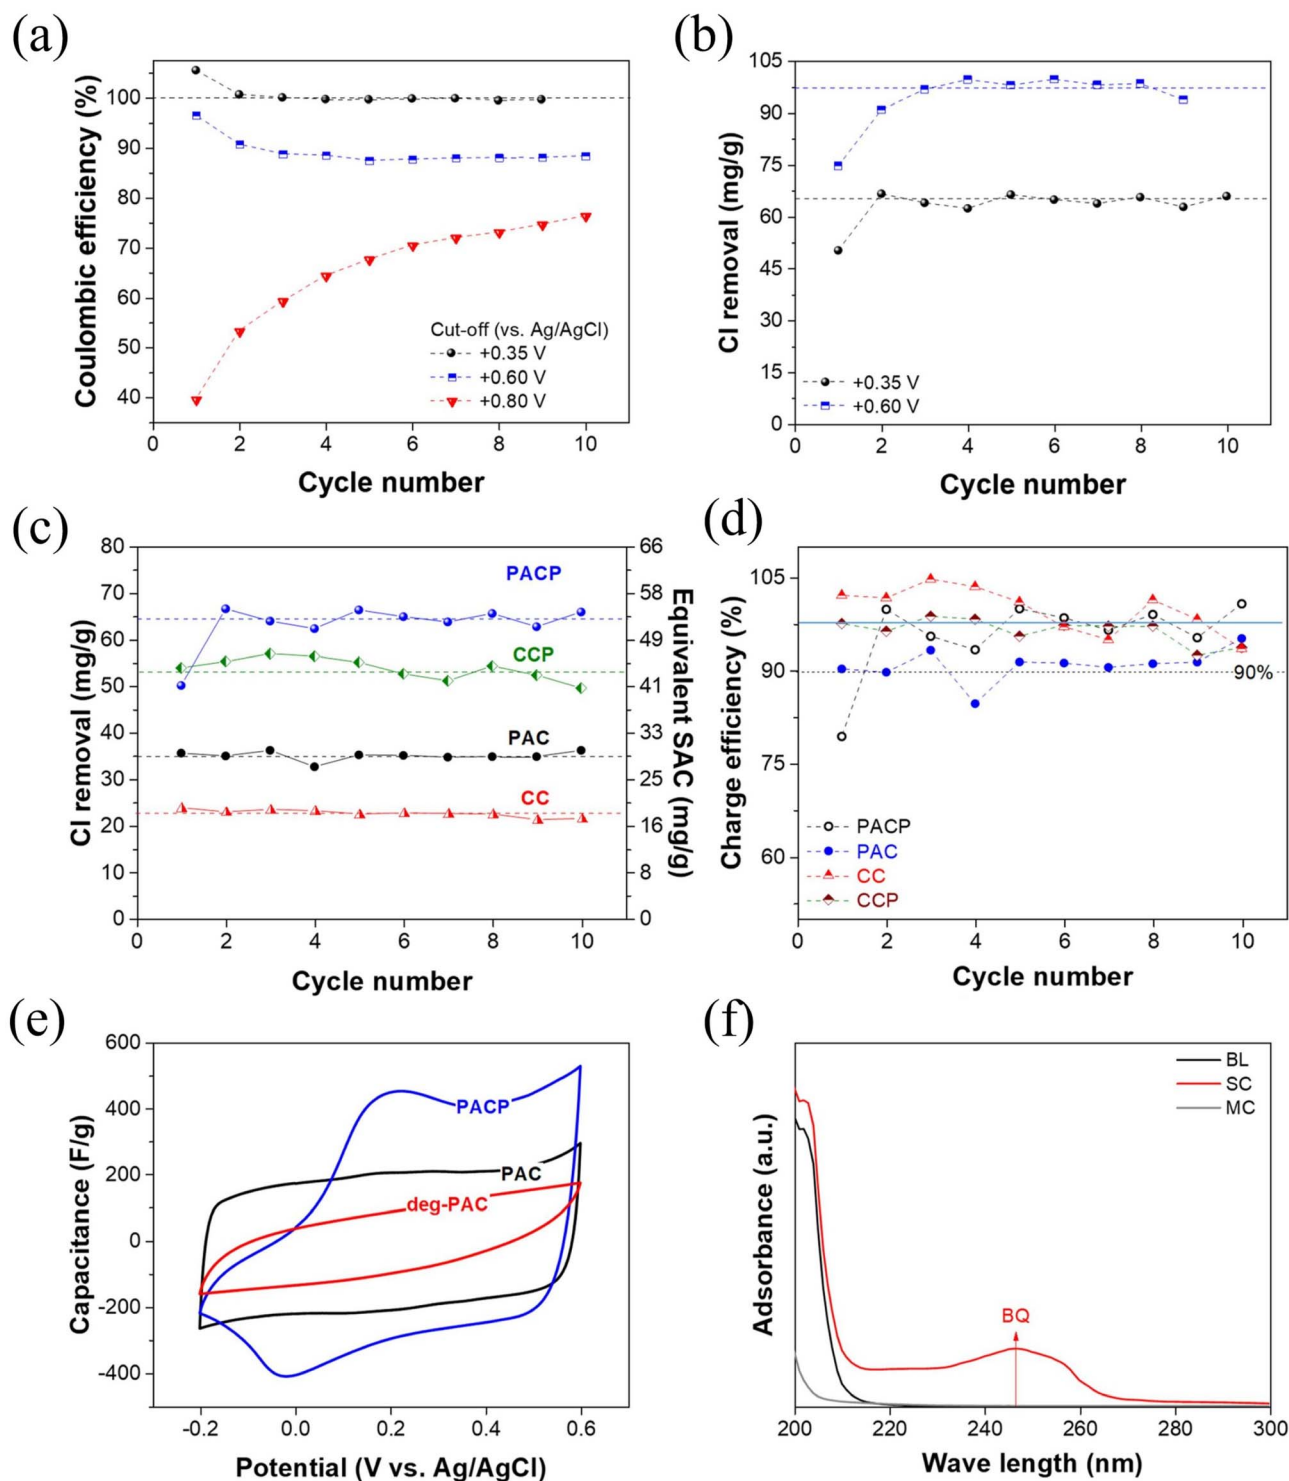 (a)
Coulombic efficiency (%)
100
90
80
70
60
50
40
Cut-off (vs. Ag/AgCl)
+0.35 V
+0.60 V
+0.80 V
0 2 4 6 8 10
Cycle number
(b)
Cl removal (mg/g)
105
90
75
60
45
30
15
0
+0.35 V
+0.60 V
0 2 4 6 8 10
Cycle number
(c)
Cl removal (mg/g)
80
70
60
50
40
30
20
10
0
PACP
CCP
PAC
CC
66
58
49
41
33
25
16
8
0
Equivalent SAC (mg/g)
0 2 4 6 8 10
Cycle number
(d)
Charge efficiency (%)
105
90
75
60
90%
PACP
PAC
CC
CCP
0 2 4 6 8 10
Cycle number
(e)
Capacitance (F/g)
600
400
200
0
-200
-400
PACP
PAC
deg-PAC
-0.2 0.0 0.2 0.4 0.6
Potential (V vs. Ag/AgCl)
(f)
Adsorbance (a.u.)
BL
SC
MC
BQ
200 220 240 260 280 300
Wave length (nm)